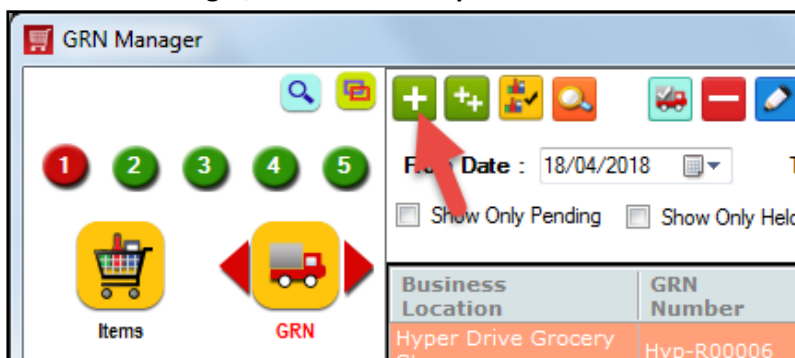 GRN Manager
1 2 3 4 5
Date : 18/04/2018
Show Only Pending Show Only Held
Items GRN
Business Location
GRN Number
Hyper Drive Grocery
Hyp-R00006